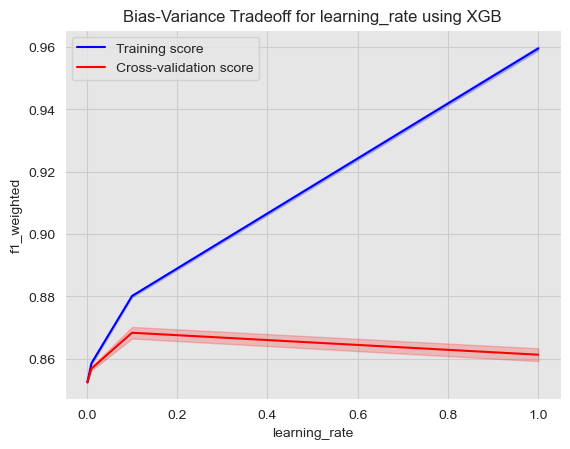 Bias-Variance Tradeoff for learning_rate using XGB
Training score
Cross-validation score
f1_weighted
0.96
0.94
0.92
0.90
0.88
0.86
0.0 0.2 0.4 0.6 0.8 1.0
learning_rate